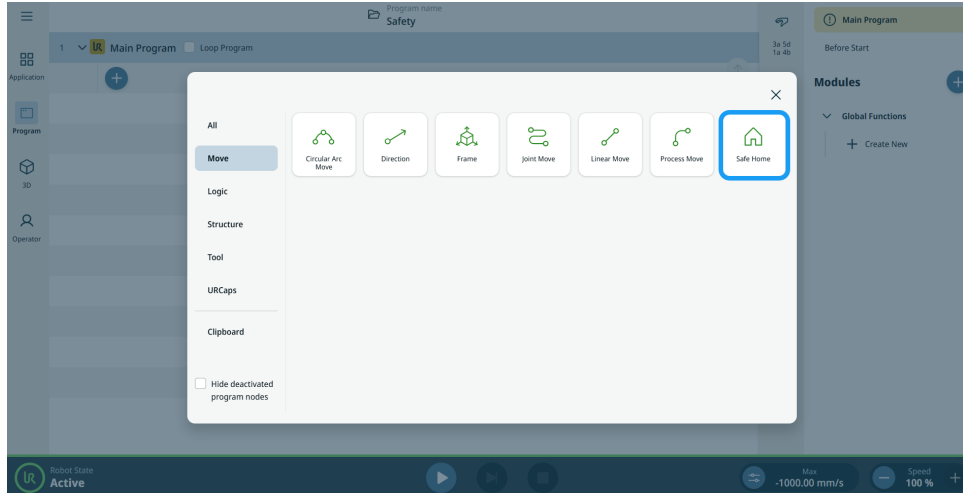 Program name
Safety
1 Main Program Loop Program
3a 5d
1a 4b
Main Program
Before Start
Modules
Global Functions
Create New
Application
Program
3D
Operator
All
Move
Logic
Structure
Tool
URCaps
Clipboard
Hide deactivated
program nodes
Circular Arc
Move
Direction
Frame
Joint Move
Linear Move
Process Move
Safe Home
UR
Robot State
Active
Max
-1000.00 mm/s
Speed
100 %